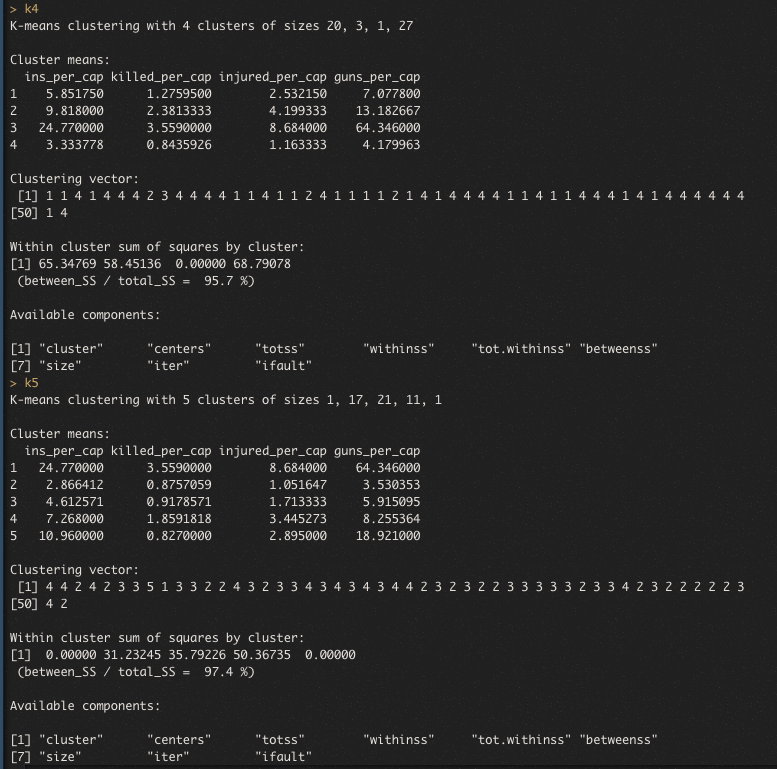 > k4
K-means clustering with 4 clusters of sizes 20, 3, 1, 27
Cluster means:
  ins_per_cap killed_per_cap injured_per_cap guns_per_cap
1    5.851750      1.2759500        2.532150     7.077800
2    9.818000      2.3813333        4.199333    13.182667
3   24.770000      3.5590000        8.684000    64.346000
4    3.333778      0.8435926        1.163333     4.179963
Clustering vector:
 [1] 1 1 4 1 4 4 4 2 3 4 4 4 4 1 1 4 1 1 2 4 1 1 1 1 2 1 4 1 4 4 4 4 1 1 4 1 1 4 4 4 1 4 1 4 4 4 4 4 4
[50] 1 4
Within cluster sum of squares by cluster:
[1] 65.34769 58.45136  0.00000 68.79078
 (between_SS / total_SS =  95.7 %)
Available components:
[1] "cluster"      "centers"      "totss"        "withinss"     "tot.withinss" "betweenss"
[7] "size"         "iter"         "ifault"
> k5
K-means clustering with 5 clusters of sizes 1, 17, 21, 11, 1
Cluster means:
  ins_per_cap killed_per_cap injured_per_cap guns_per_cap
1   24.770000      3.5590000        8.684000    64.346000
2    2.866412      0.8757059        1.051647     3.530353
3    4.612571      0.9178571        1.713333     5.915095
4    7.268000      1.8591818        3.445273     8.255364
5   10.960000      0.8270000        2.895000    18.921000
Clustering vector:
 [1] 4 4 2 4 2 3 3 5 1 3 3 2 2 4 3 2 3 3 4 3 4 3 4 3 4 4 2 3 2 3 2 2 3 3 3 3 3 2 3 3 4 2 3 2 2 2 2 2 3
[50] 4 2
Within cluster sum of squares by cluster:
[1]  0.00000 31.23245 35.79226 50.36735  0.00000
 (between_SS / total_SS =  97.4 %)
Available components:
[1] "cluster"      "centers"      "totss"        "withinss"     "tot.withinss" "betweenss"
[7] "size"         "iter"         "ifault"